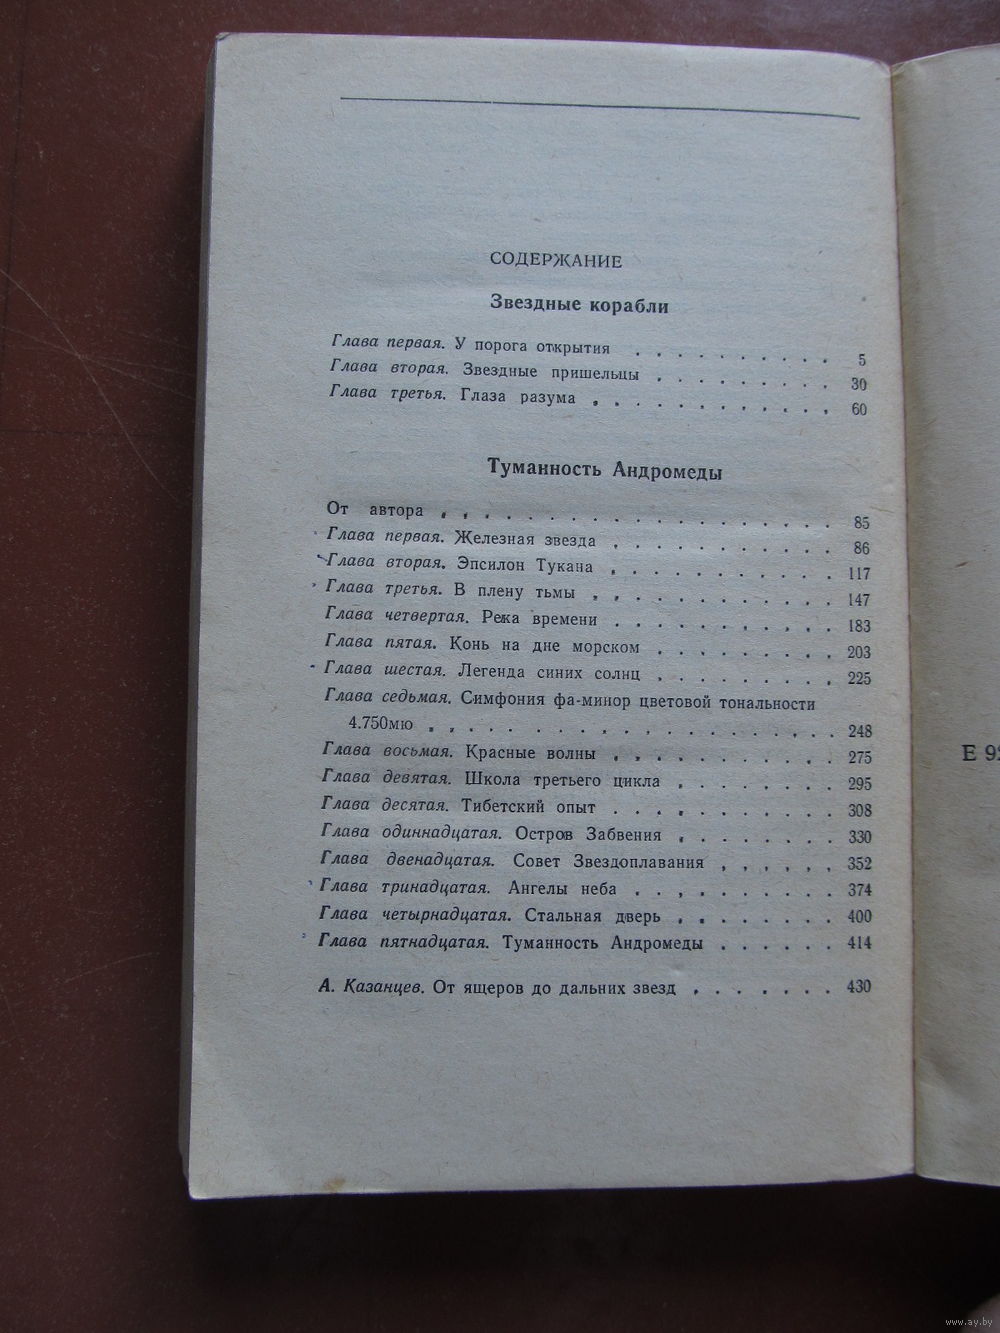 СОДЕРЖАНИЕ
Звездные корабли
Глава первая. У порога открытия . . . . . . . . . . 5
Глава вторая. Звездные пришельцы . . . . . . . . . 30
Глава третья. Глаза разума . . . . . . . . . . . . 60
Туманность Андромеды
От автора . . . . . . . . . . . . . . . . . . . 85
Глава первая. Железная звезда . . . . . . . . . . . 86
Глава вторая. Эпсилон Тукана . . . . . . . . . . . 117
Глава третья. В плену тьмы . . . . . . . . . . . . 147
Глава четвертая. Река времени . . . . . . . . . . . 183
Глава пятая. Конь на дне морском . . . . . . . . . 203
Глава шестая. Легенда синих солнц . . . . . . . . . 225
Глава седьмая. Симфония фа-минор цветовой тональности
4.750мю . . . . . . . . . . . . . . . . . . . 248
Глава восьмая. Красные волны . . . . . . . . . . . 275
Глава девятая. Школа третьего цикла . . . . . . . . 295
Глава десятая. Тибетский опыт . . . . . . . . . . . 308
Глава одиннадцатая. Остров Забвения . . . . . . . . 330
Глава двенадцатая. Совет Звездоплавания . . . . . . 352
Глава тринадцатая. Ангелы неба . . . . . . . . . . 374
Глава четырнадцатая. Стальная дверь . . . . . . . . 400
Глава пятнадцатая. Туманность Андромеды . . . . . . 414
А. Казанцев. От ящеров до дальних звезд . . . . . . . 430
Е 92
www.ay.by